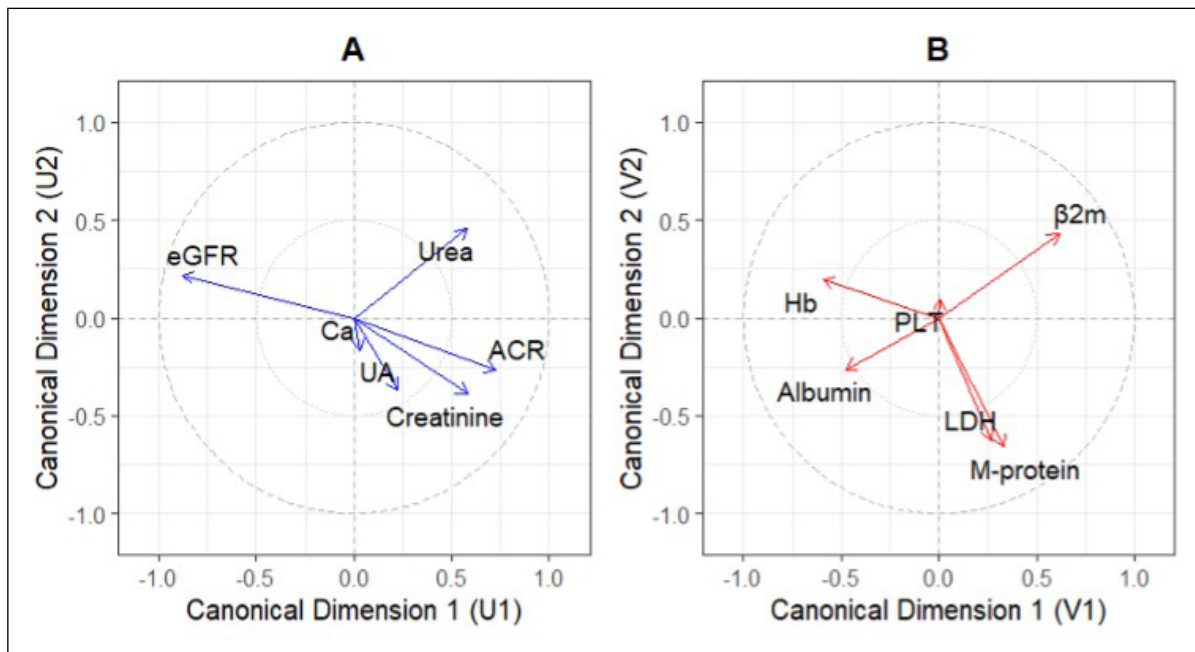 A
Canonical Dimension 2 (U2)
1.0
0.5
0.0
-0.5
-1.0
eGFR
Urea
Ca
UA
ACR
Creatinine
-1.0 -0.5 0.0 0.5 1.0
Canonical Dimension 1 (U1)
B
Canonical Dimension 2 (V2)
1.0
0.5
0.0
-0.5
-1.0
β2m
Hb
PLT
Albumin
LDH
M-protein
-1.0 -0.5 0.0 0.5 1.0
Canonical Dimension 1 (V1)